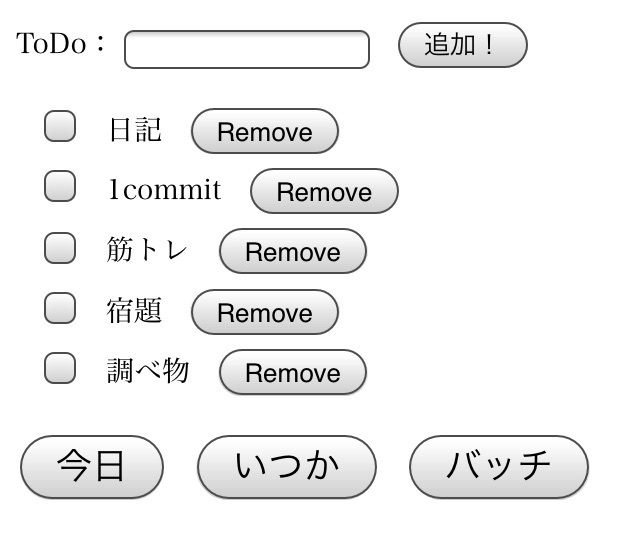 ToDo： 追加！
日記 Remove
1commit Remove
筋トレ Remove
宿題 Remove
調べ物 Remove
今日 いつか バッチ